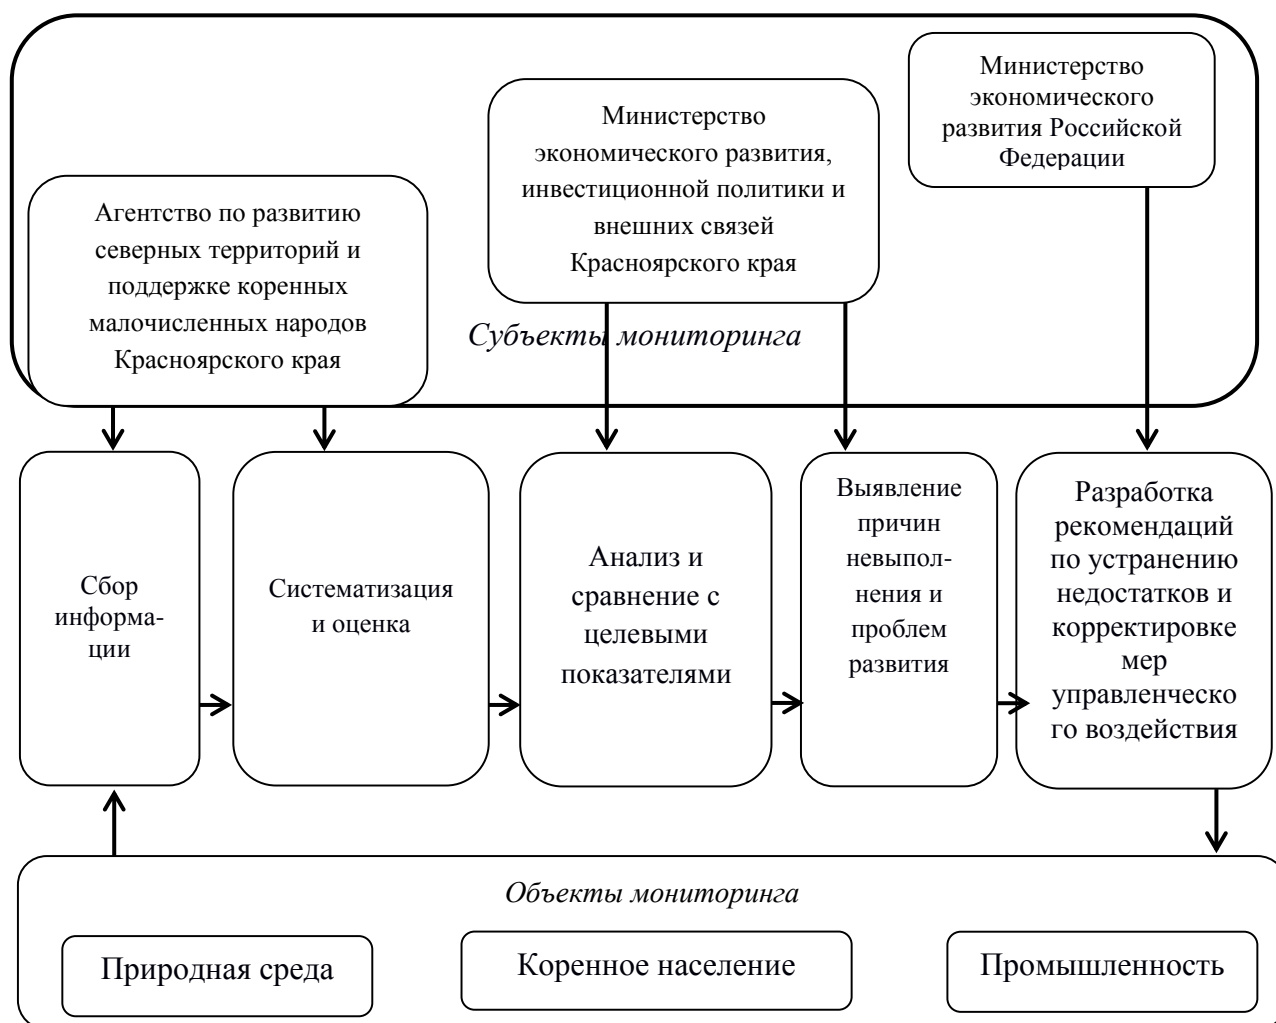 Министерство
экономического
развития Российской
Федерации
Министерство
экономического развития,
инвестиционной политики и
внешних связей
Красноярского края
Агентство по развитию
северных территорий и
поддержке коренных
малочисленных народов
Красноярского края
Субъекты мониторинга
Сбор
информа-
ции
Систематизация
и оценка
Анализ и
сравнение с
целевыми
показателями
Выявление
причин
невыпол-
нения и
проблем
развития
Разработка
рекомендаций
по устранению
недостатков и
корректировке
мер
управленческо
го воздействия
Объекты мониторинга
Природная среда
Коренное население
Промышленность